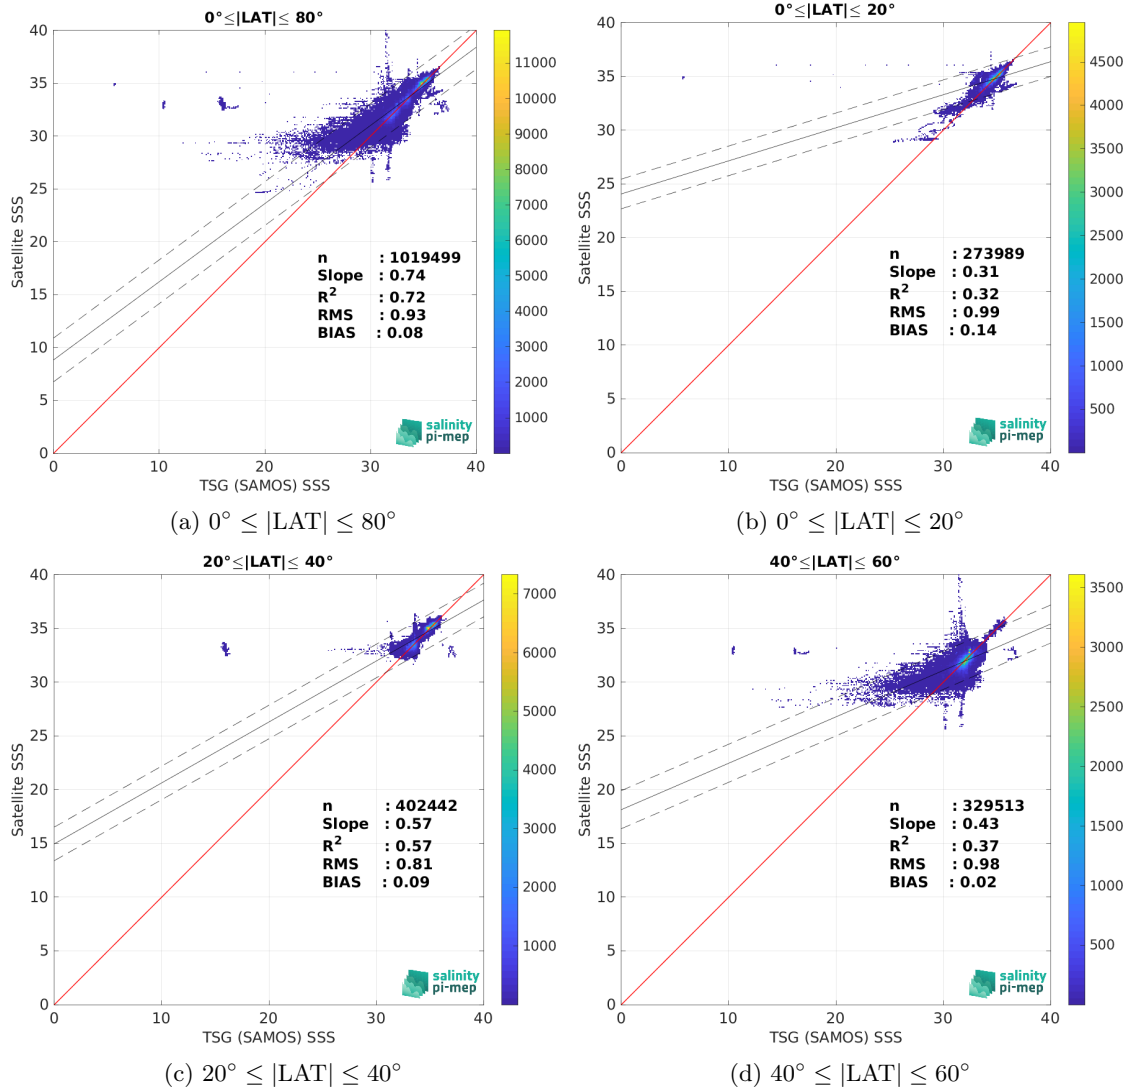 0°≤|LAT|≤ 80°
40
35
30
25
20
15
10
5
0
Satellite SSS
0 10 20 30 40
TSG (SAMOS) SSS
n : 1019499
Slope : 0.74
R² : 0.72
RMS : 0.93
BIAS : 0.08
salinity
pi-mep
11000
10000
9000
8000
7000
6000
5000
4000
3000
2000
1000
(a) 0° ≤ |LAT| ≤ 80°
0°≤|LAT|≤ 20°
40
35
30
25
20
15
10
5
0
Satellite SSS
0 10 20 30 40
TSG (SAMOS) SSS
n : 273989
Slope : 0.31
R² : 0.32
RMS : 0.99
BIAS : 0.14
salinity
pi-mep
4500
4000
3500
3000
2500
2000
1500
1000
500
(b) 0° ≤ |LAT| ≤ 20°
20°≤|LAT|≤ 40°
40
35
30
25
20
15
10
5
0
Satellite SSS
0 10 20 30 40
TSG (SAMOS) SSS
n : 402442
Slope : 0.57
R² : 0.57
RMS : 0.81
BIAS : 0.09
salinity
pi-mep
7000
6000
5000
4000
3000
2000
1000
(c) 20° ≤ |LAT| ≤ 40°
40°≤|LAT|≤ 60°
40
35
30
25
20
15
10
5
0
Satellite SSS
0 10 20 30 40
TSG (SAMOS) SSS
n : 329513
Slope : 0.43
R² : 0.37
RMS : 0.98
BIAS : 0.02
salinity
pi-mep
3500
3000
2500
2000
1500
1000
500
(d) 40° ≤ |LAT| ≤ 60°